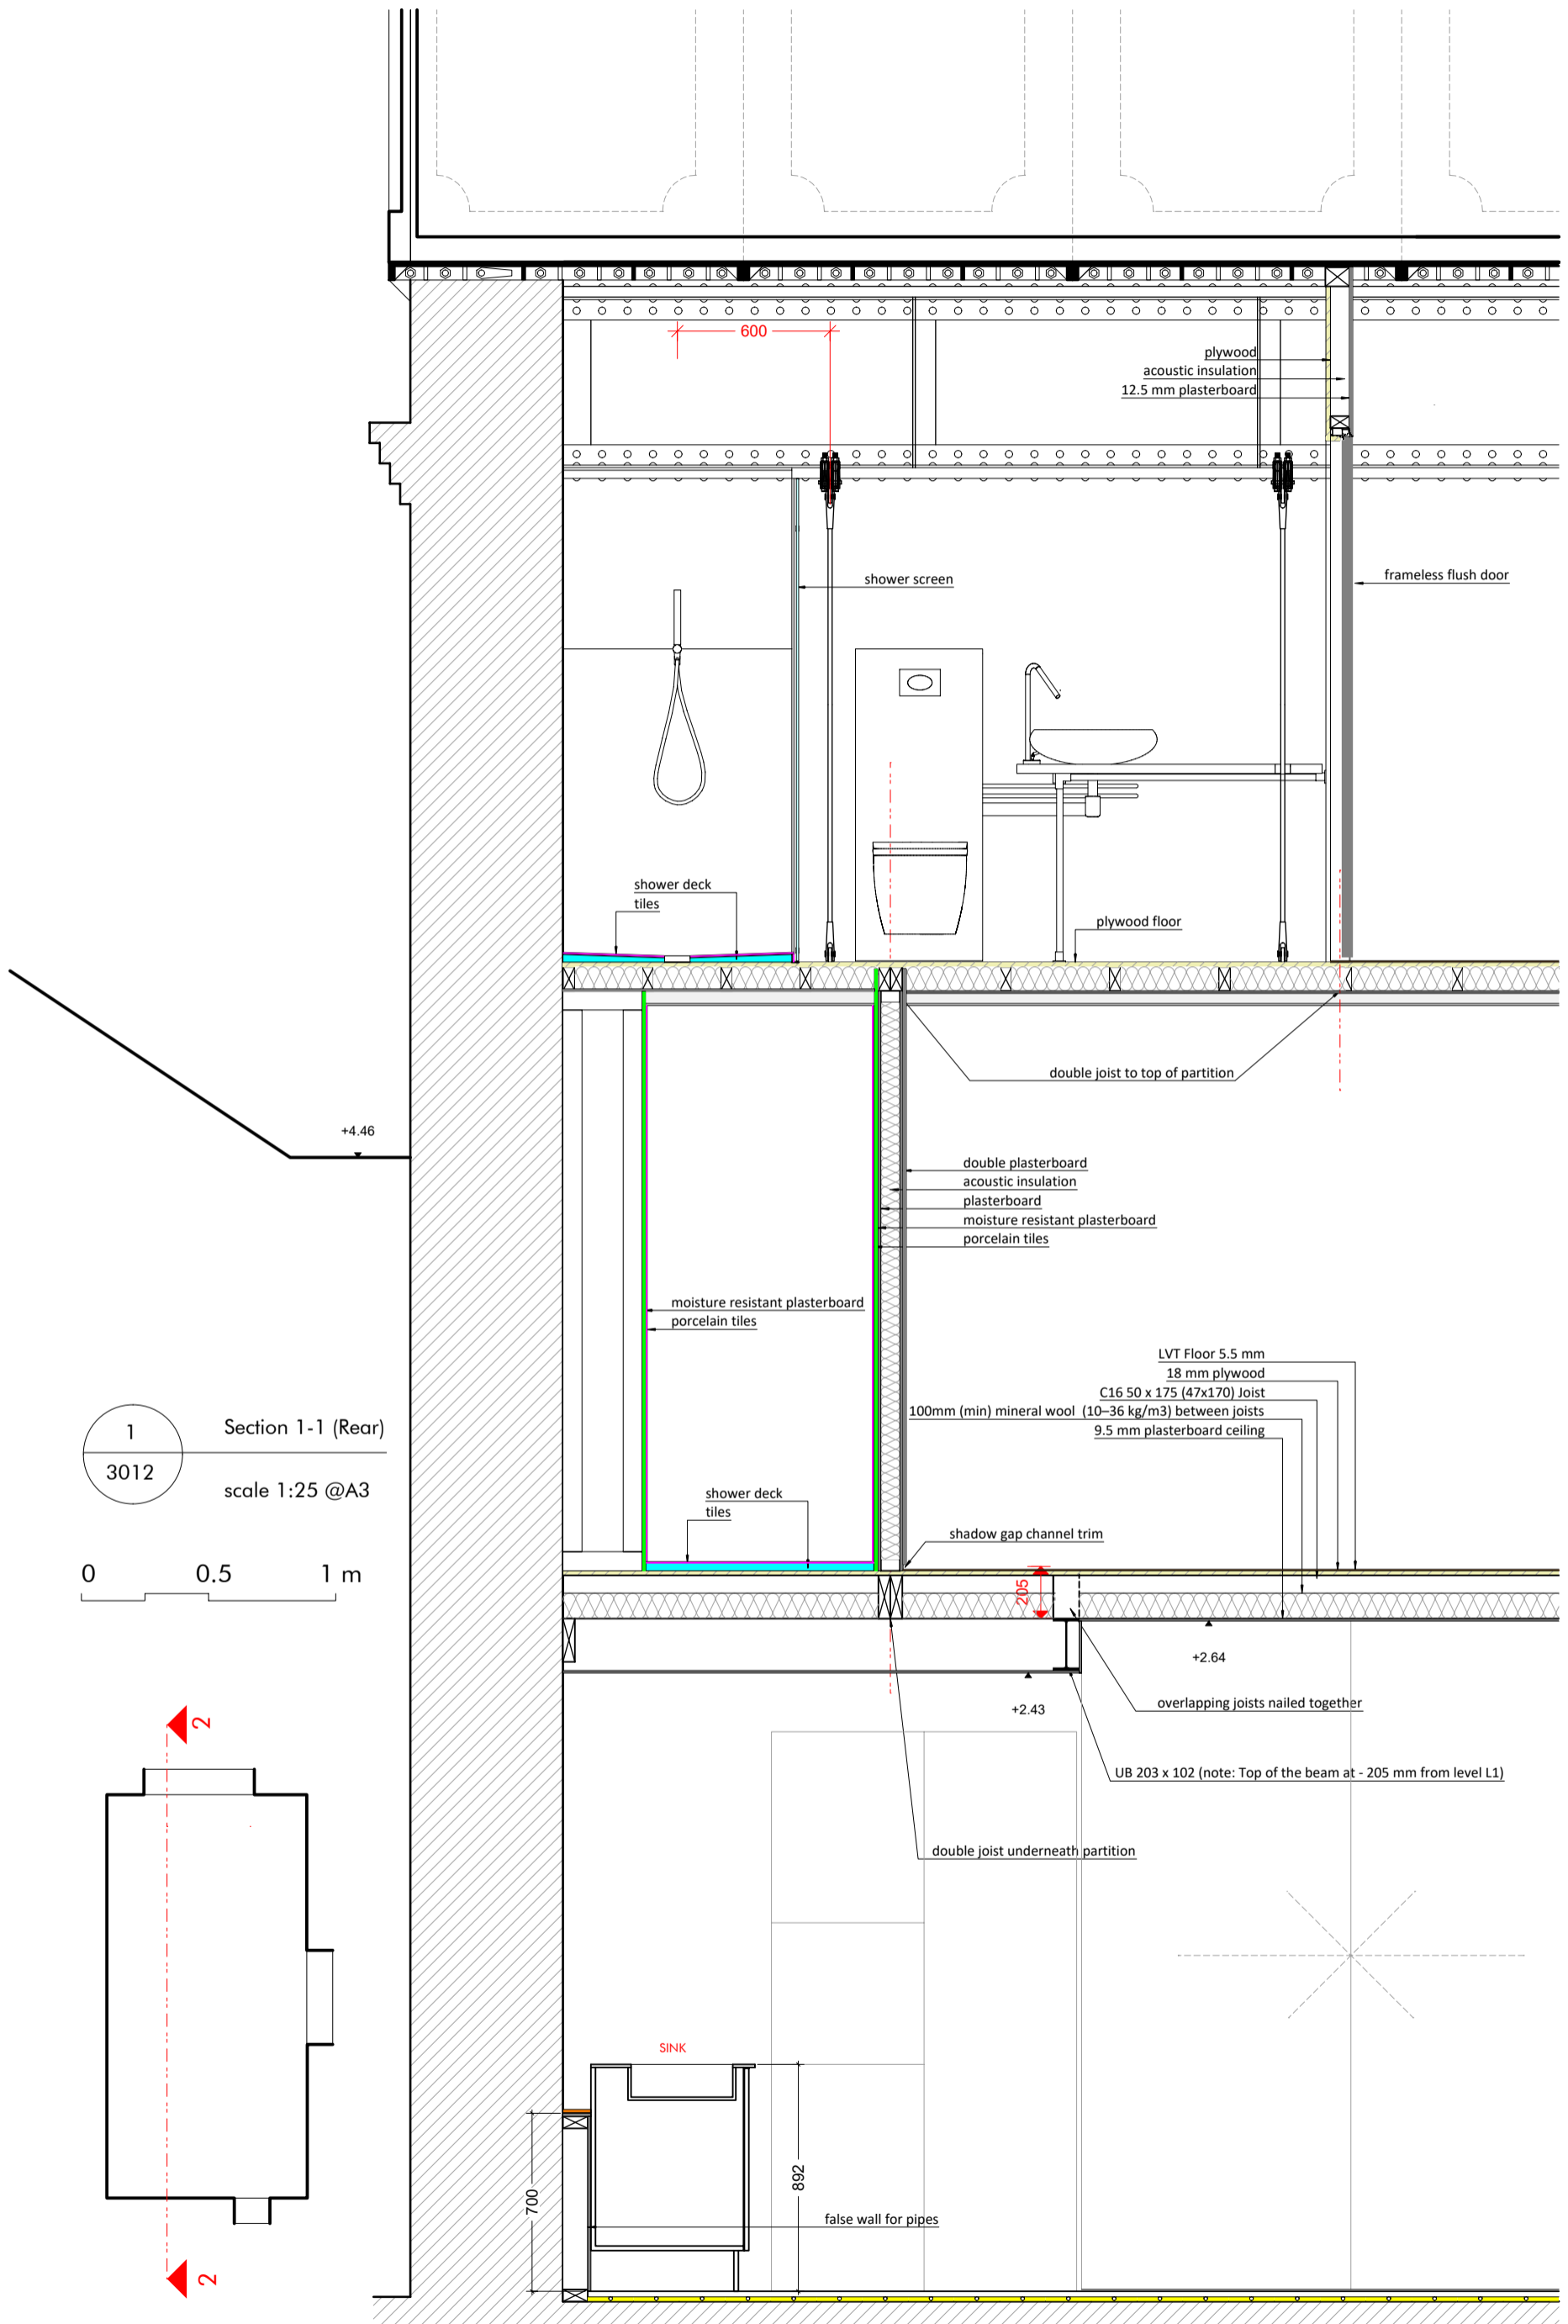 600
plywood
acoustic insulation
12.5 mm plasterboard
shower screen
frameless flush door
shower deck
tiles
plywood floor
double joist to top of partition
+4.46
double plasterboard
acoustic insulation
plasterboard
moisture resistant plasterboard
porcelain tiles
moisture resistant plasterboard
porcelain tiles
LVT Floor 5.5 mm
18 mm plywood
C16 50 x 175 (47x170) Joist
100mm (min) mineral wool (10–36 kg/m3) between joists
9.5 mm plasterboard ceiling
1
3012
Section 1-1 (Rear)
scale 1:25 @A3
shower deck
tiles
shadow gap channel trim
0 0.5 1 m
205
+2.64
+2.43
overlapping joists nailed together
UB 203 x 102 (note: Top of the beam at - 205 mm from level L1)
double joist underneath partition
2
2
SINK
700
892
false wall for pipes